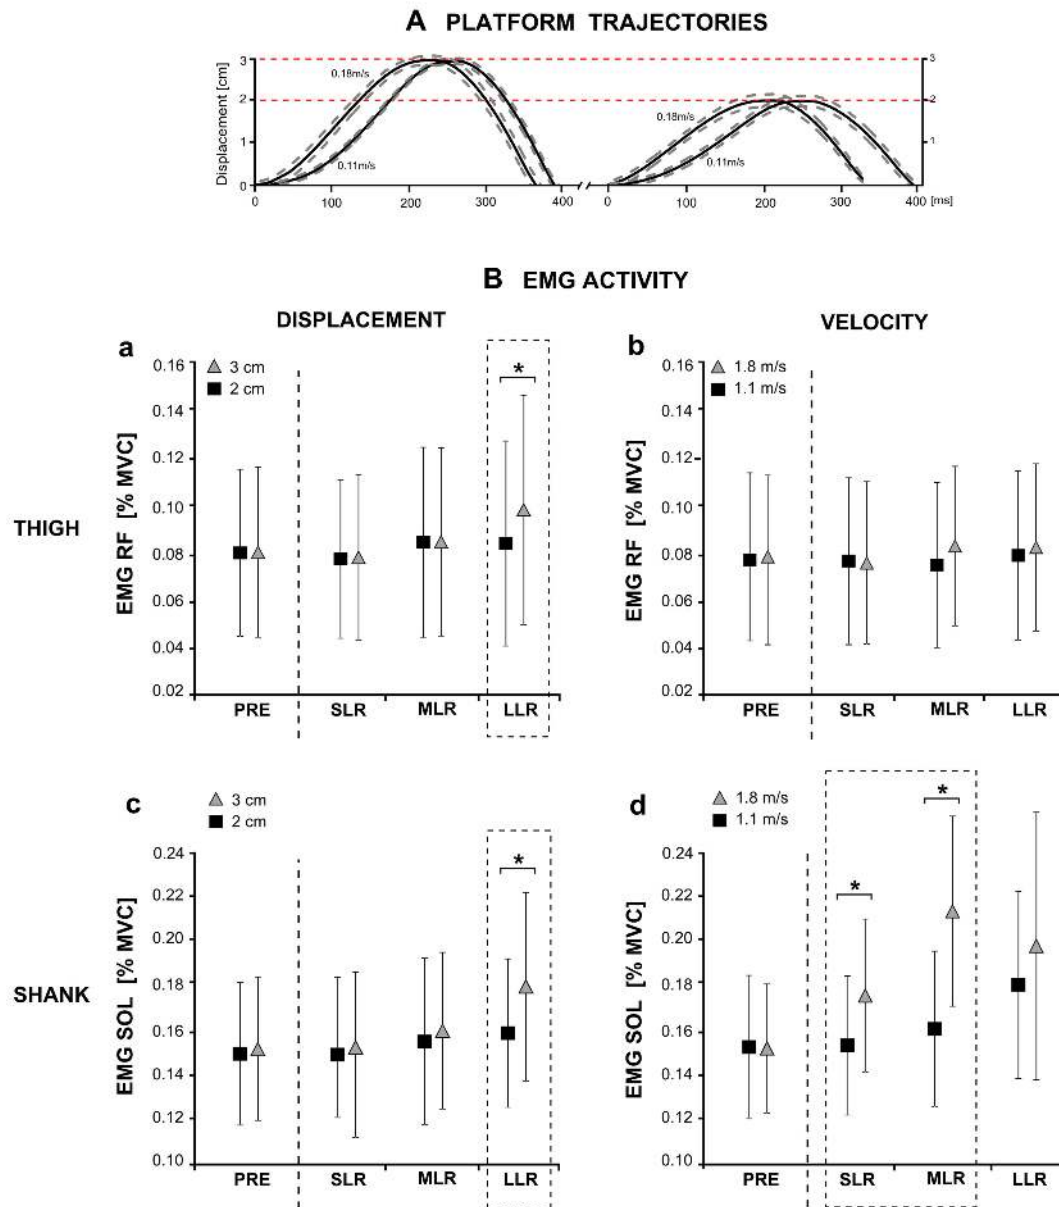 A PLATFORM TRAJECTORIES
Displacement [cm]
3
2
1
0
0.18m/s
0.11m/s
0.18m/s
0.11m/s
3
2
1
0 100 200 300 400 0 100 200 300 400 [ms]
B EMG ACTIVITY
DISPLACEMENT
VELOCITY
THIGH
a
3 cm
2 cm
EMG RF [% MVC]
0.16
0.14
0.12
0.10
0.08
0.06
0.04
0.02
*
PRE SLR MLR LLR
b
1.8 m/s
1.1 m/s
EMG RF [% MVC]
0.16
0.14
0.12
0.10
0.08
0.06
0.04
0.02
PRE SLR MLR LLR
SHANK
c
3 cm
2 cm
EMG SOL [% MVC]
0.24
0.22
0.20
0.18
0.16
0.14
0.12
0.10
*
PRE SLR MLR LLR
d
1.8 m/s
1.1 m/s
EMG SOL [% MVC]
0.24
0.22
0.20
0.18
0.16
0.14
0.12
0.10
*
*
PRE SLR MLR LLR